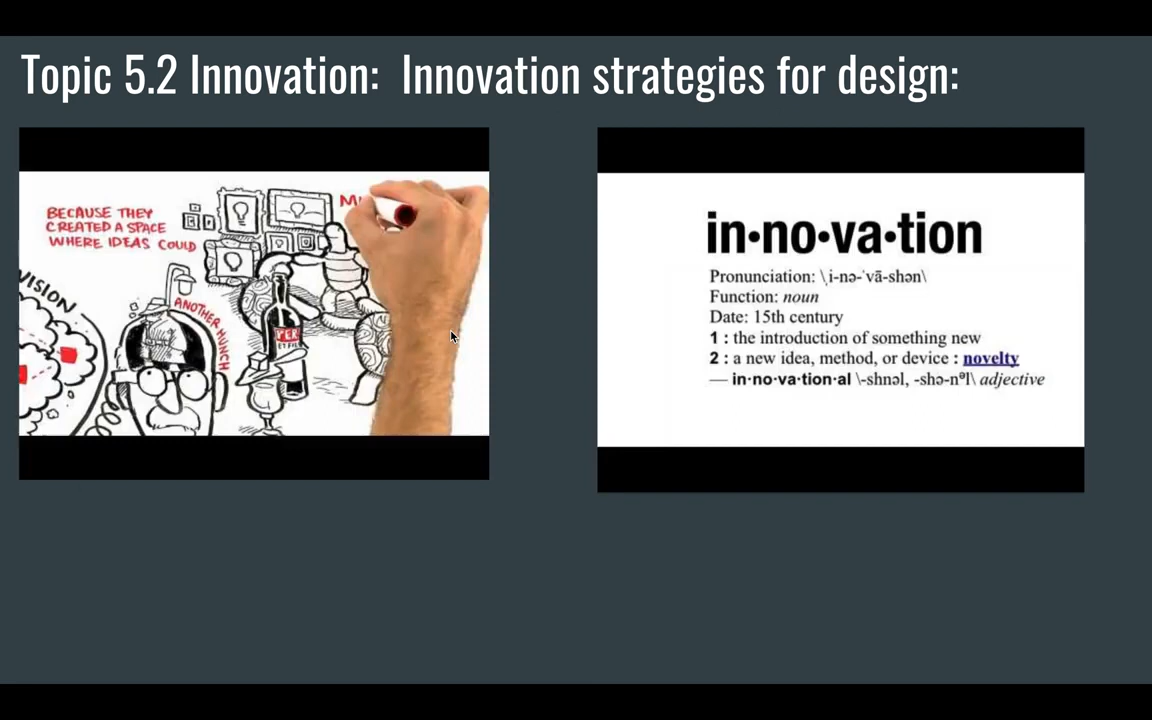 Topic 5.2 Innovation: Innovation strategies for design:
BECAUSE THEY
CREATED A SPACE
WHERE IDEAS COULD
VISION
ANOTHER HUNCH
in•no•va•tion
Pronunciation: \i-nə-ˈvā-shən\
Function: noun
Date: 15th century
1 : the introduction of something new
2 : a new idea, method, or device : novelty
— in·no·va·tion·al \-shnəl, -shə-nᵊl\ adjective